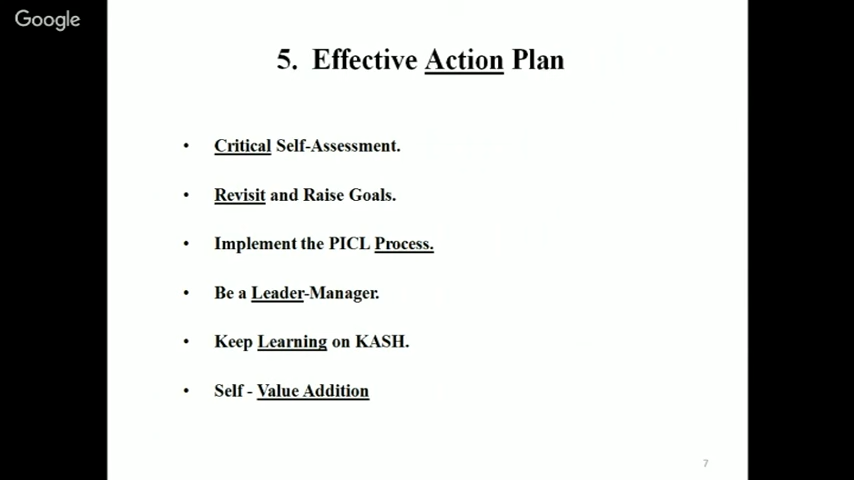 Google
5. Effective Action Plan
• Critical Self-Assessment.
• Revisit and Raise Goals.
• Implement the PICL Process.
• Be a Leader-Manager.
• Keep Learning on KASH.
• Self - Value Addition
7